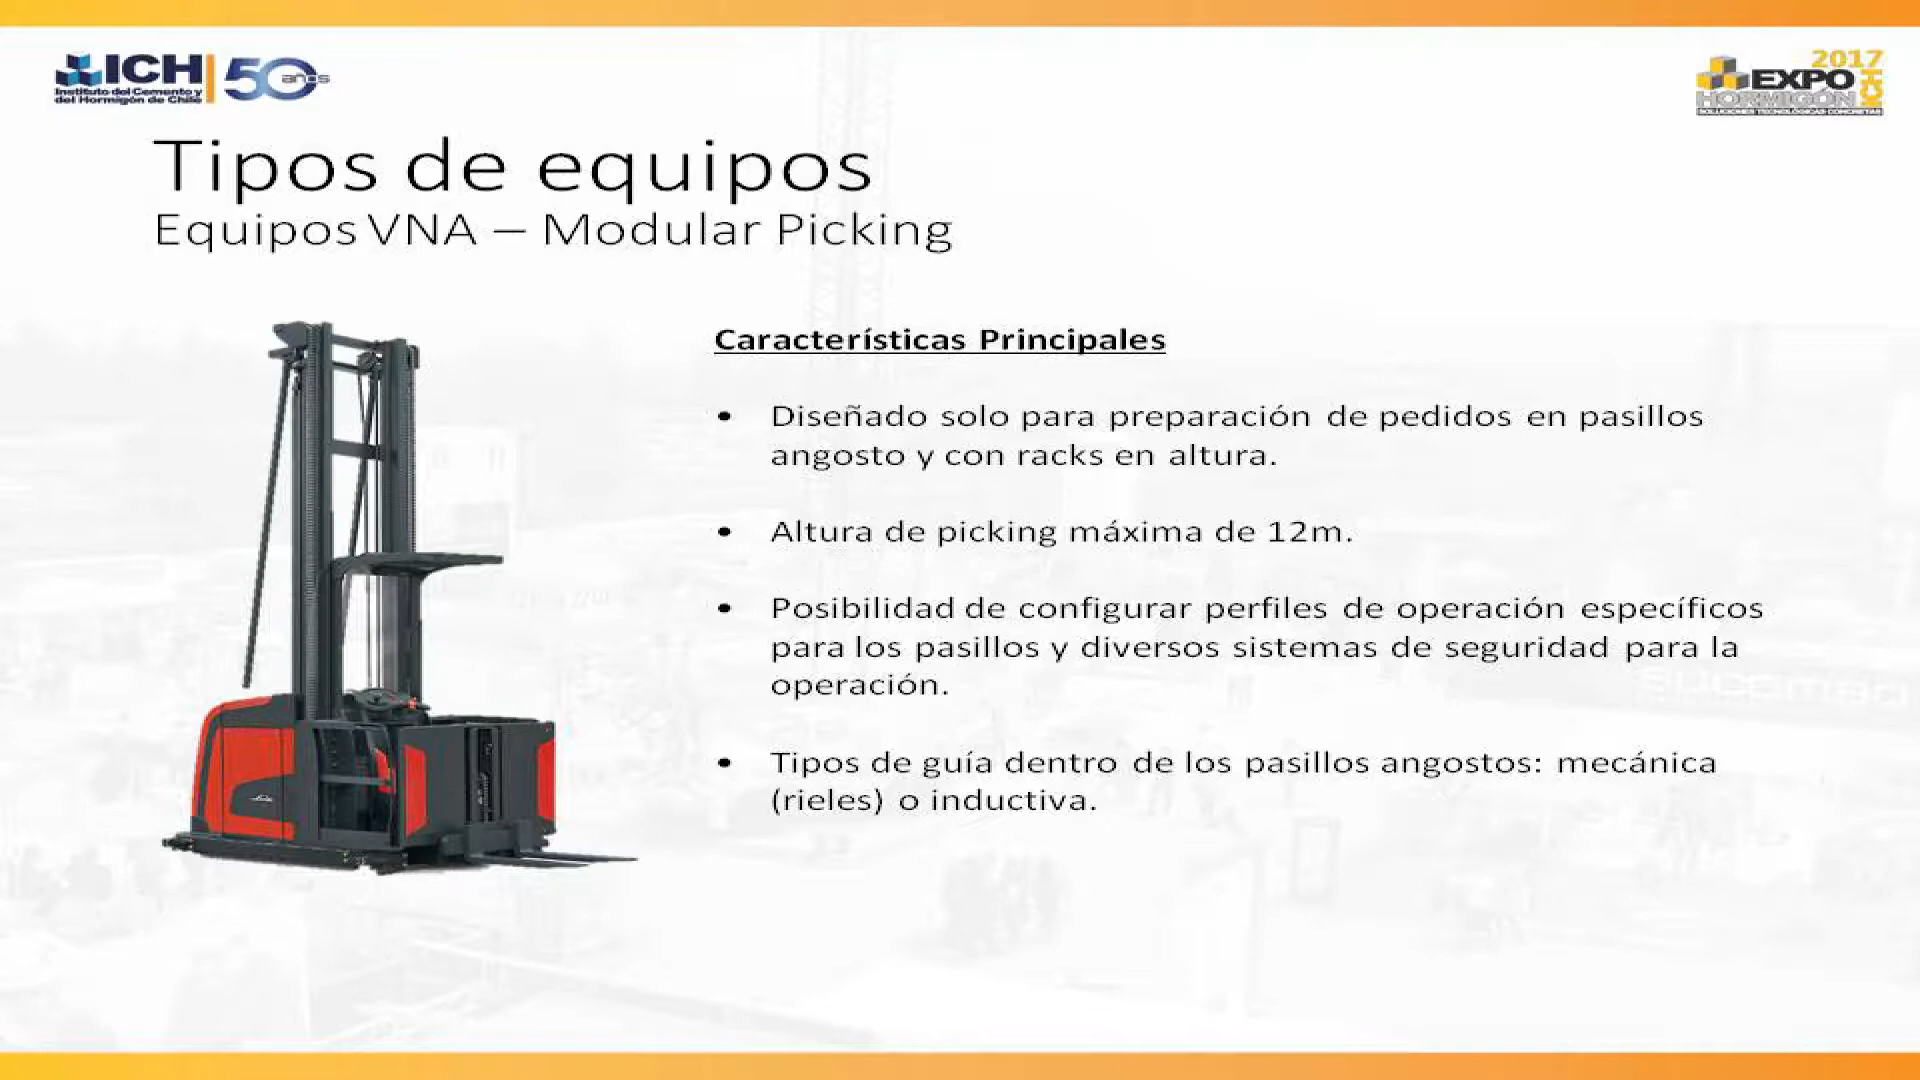 ICH 50 años
Instituto del Cemento y
del Hormigón de Chile
2017
EXPO
HORMIGÓN
ICH
SOLUCIONES TECNOLÓGICAS CONCRETAS
Tipos de equipos
Equipos VNA – Modular Picking
Características Principales
• Diseñado solo para preparación de pedidos en pasillos
angosto y con racks en altura.
• Altura de picking máxima de 12m.
• Posibilidad de configurar perfiles de operación específicos
para los pasillos y diversos sistemas de seguridad para la
operación.
• Tipos de guía dentro de los pasillos angostos: mecánica
(rieles) o inductiva.